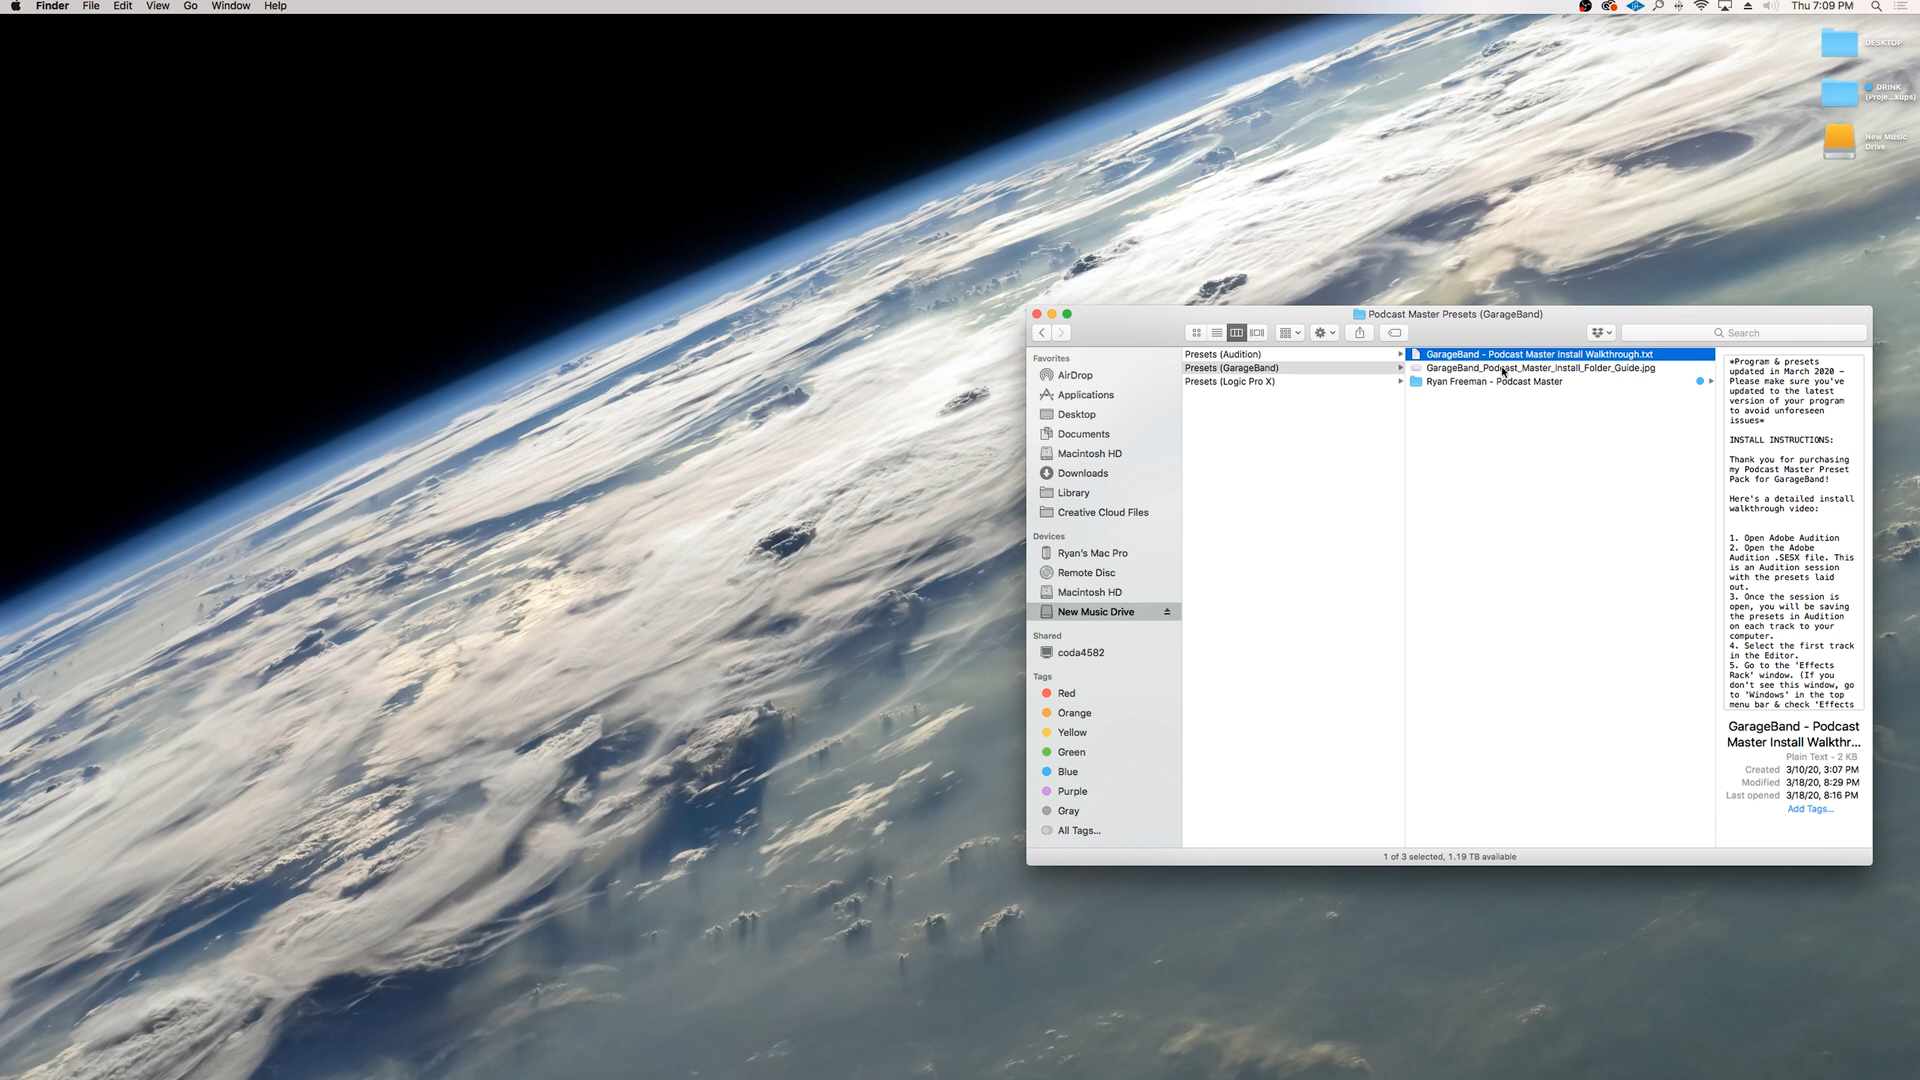 Finder File Edit View Go Window Help
Thu 7:09 PM
DESKTOP
DRINK
(Proje...kups)
New Music
Drive
Podcast Master Presets (GarageBand)
Search
Favorites
AirDrop
Applications
Desktop
Documents
Macintosh HD
Downloads
Library
Creative Cloud Files
Devices
Ryan's Mac Pro
Remote Disc
Macintosh HD
New Music Drive
Shared
coda4582
Tags
Red
Orange
Yellow
Green
Blue
Purple
Gray
All Tags...
Presets (Audition)
Presets (GarageBand)
Presets (Logic Pro X)
GarageBand - Podcast Master Install Walkthrough.txt
GarageBand_Podcast_Master_Install_Folder_Guide.jpg
Ryan Freeman - Podcast Master
*Program & presets
updated in March 2020 –
Please make sure you've
updated to the latest
version of your program
to avoid unforeseen
issues*
INSTALL INSTRUCTIONS:
Thank you for purchasing
my Podcast Master Preset
Pack for GarageBand!
Here's a detailed install
walkthrough video:
1. Open Adobe Audition
2. Open the Adobe
Audition .SESX file. This
is an Audition session
with the presets laid
out.
3. Once the session is
open, you will be saving
the presets in Audition
on each track to your
computer.
4. Select the first track
in the Editor.
5. Go to the 'Effects
Rack' window. (If you
don't see this window, go
to 'Windows' in the top
menu bar & check 'Effects
GarageBand - Podcast
Master Install Walkthr...
Plain Text - 2 KB
Created 3/10/20, 3:07 PM
Modified 3/18/20, 8:29 PM
Last opened 3/18/20, 8:16 PM
Add Tags...
1 of 3 selected, 1.19 TB available